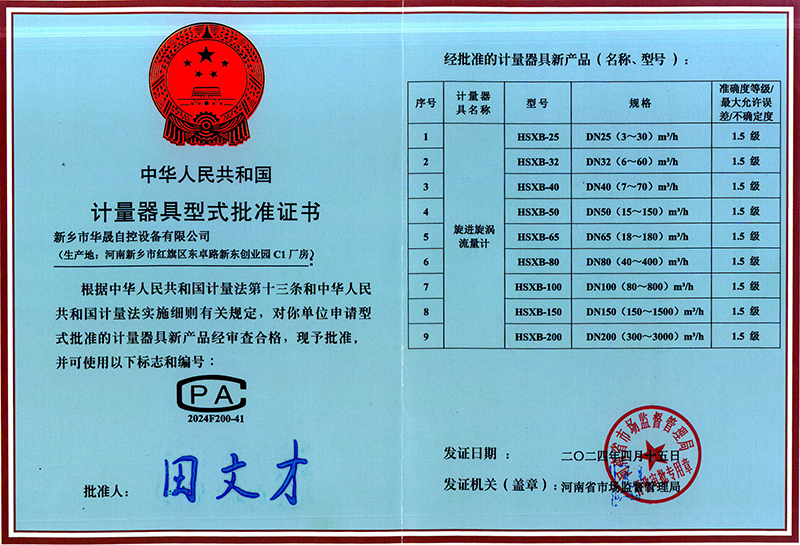 中华人民共和国
计量器具型式批准证书
新乡市华晟自控设备有限公司
（生产地：河南新乡市红旗区东卓路新东创业园 C1 厂房）
根据中华人民共和国计量法第十三条和中华人民
共和国计量法实施细则有关规定，对你单位申请型
式批准的计量器具新产品经审查合格，现予批准，
并可使用以下标志和编号：
CPA
2024F200-41
批准人：田文才
经批准的计量器具新产品（名称、型号）：
序号 计量器具名称 型号 规格 准确度等级/最大允许误差/不确定度
旋进旋涡流量计
1 HSXB-25 DN25（3～30）m³/h 1.5 级
2 HSXB-32 DN32（6～60）m³/h 1.5 级
3 HSXB-40 DN40（7～70）m³/h 1.5 级
4 HSXB-50 DN50（15～150）m³/h 1.5 级
5 HSXB-65 DN65（18～180）m³/h 1.5 级
6 HSXB-80 DN80（40～400）m³/h 1.5 级
7 HSXB-100 DN100（80～800）m³/h 1.5 级
8 HSXB-150 DN150（150～1500）m³/h 1.5 级
9 HSXB-200 DN200（300～3000）m³/h 1.5 级
发证日期：二〇二四年四月十五日
发证机关（盖章）：河南省市场监督管理局
河南省市场监督管理局
专用章